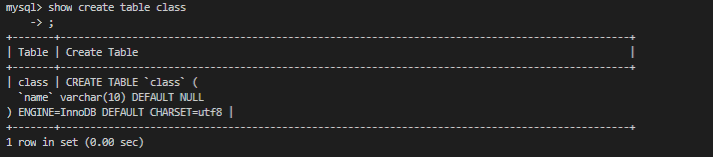 mysql> show create table class
    -> ;
+-------+-----------------------------------------------------------------------------------------+
| Table | Create Table                                                                            |
+-------+-----------------------------------------------------------------------------------------+
| class | CREATE TABLE `class` (
  `name` varchar(10) DEFAULT NULL
) ENGINE=InnoDB DEFAULT CHARSET=utf8 |
+-------+-----------------------------------------------------------------------------------------+
1 row in set (0.00 sec)